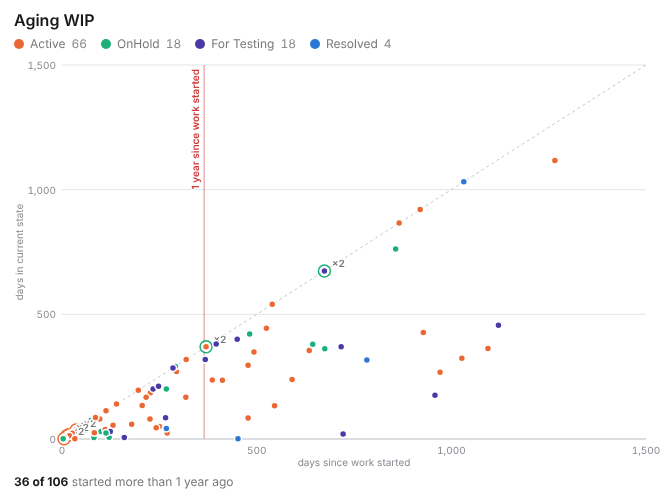 Aging WIP
Active 66 OnHold 18 For Testing 18 Resolved 4
1,500
1,000
500
0
days in current state
1 year since work started
×2
×2
0 500 1,000 1,500
days since work started
36 of 106 started more than 1 year ago